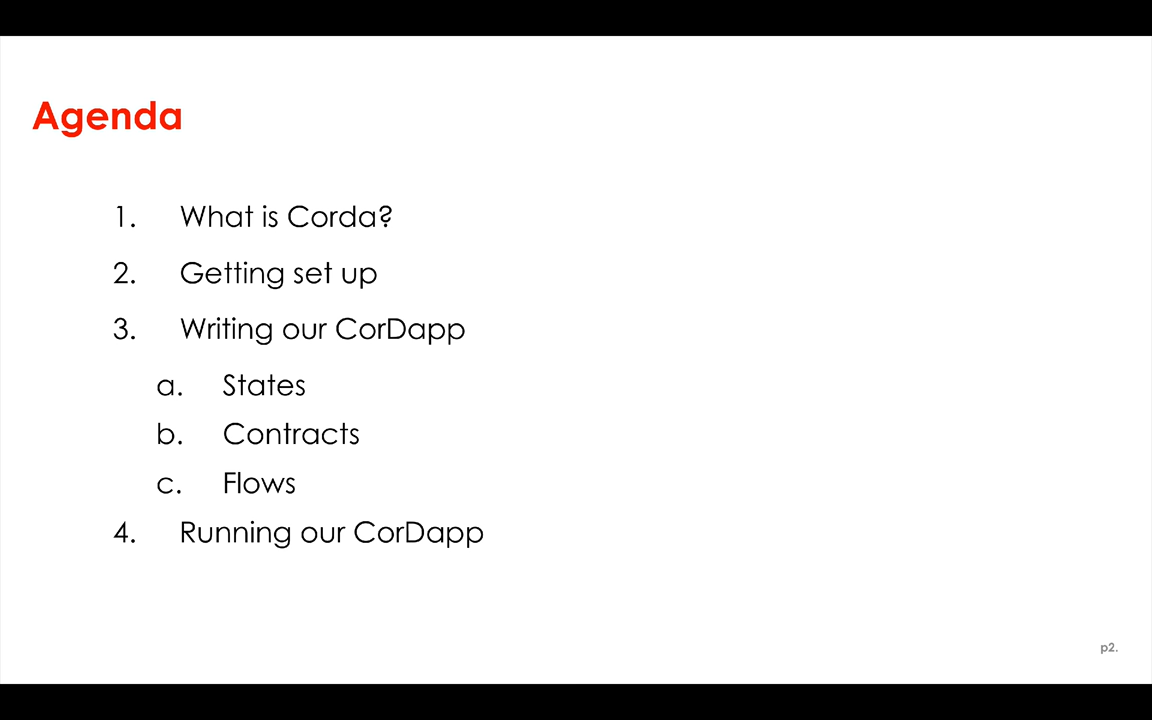 Agenda
1. What is Corda?
2. Getting set up
3. Writing our CorDapp
a. States
b. Contracts
c. Flows
4. Running our CorDapp
p2.